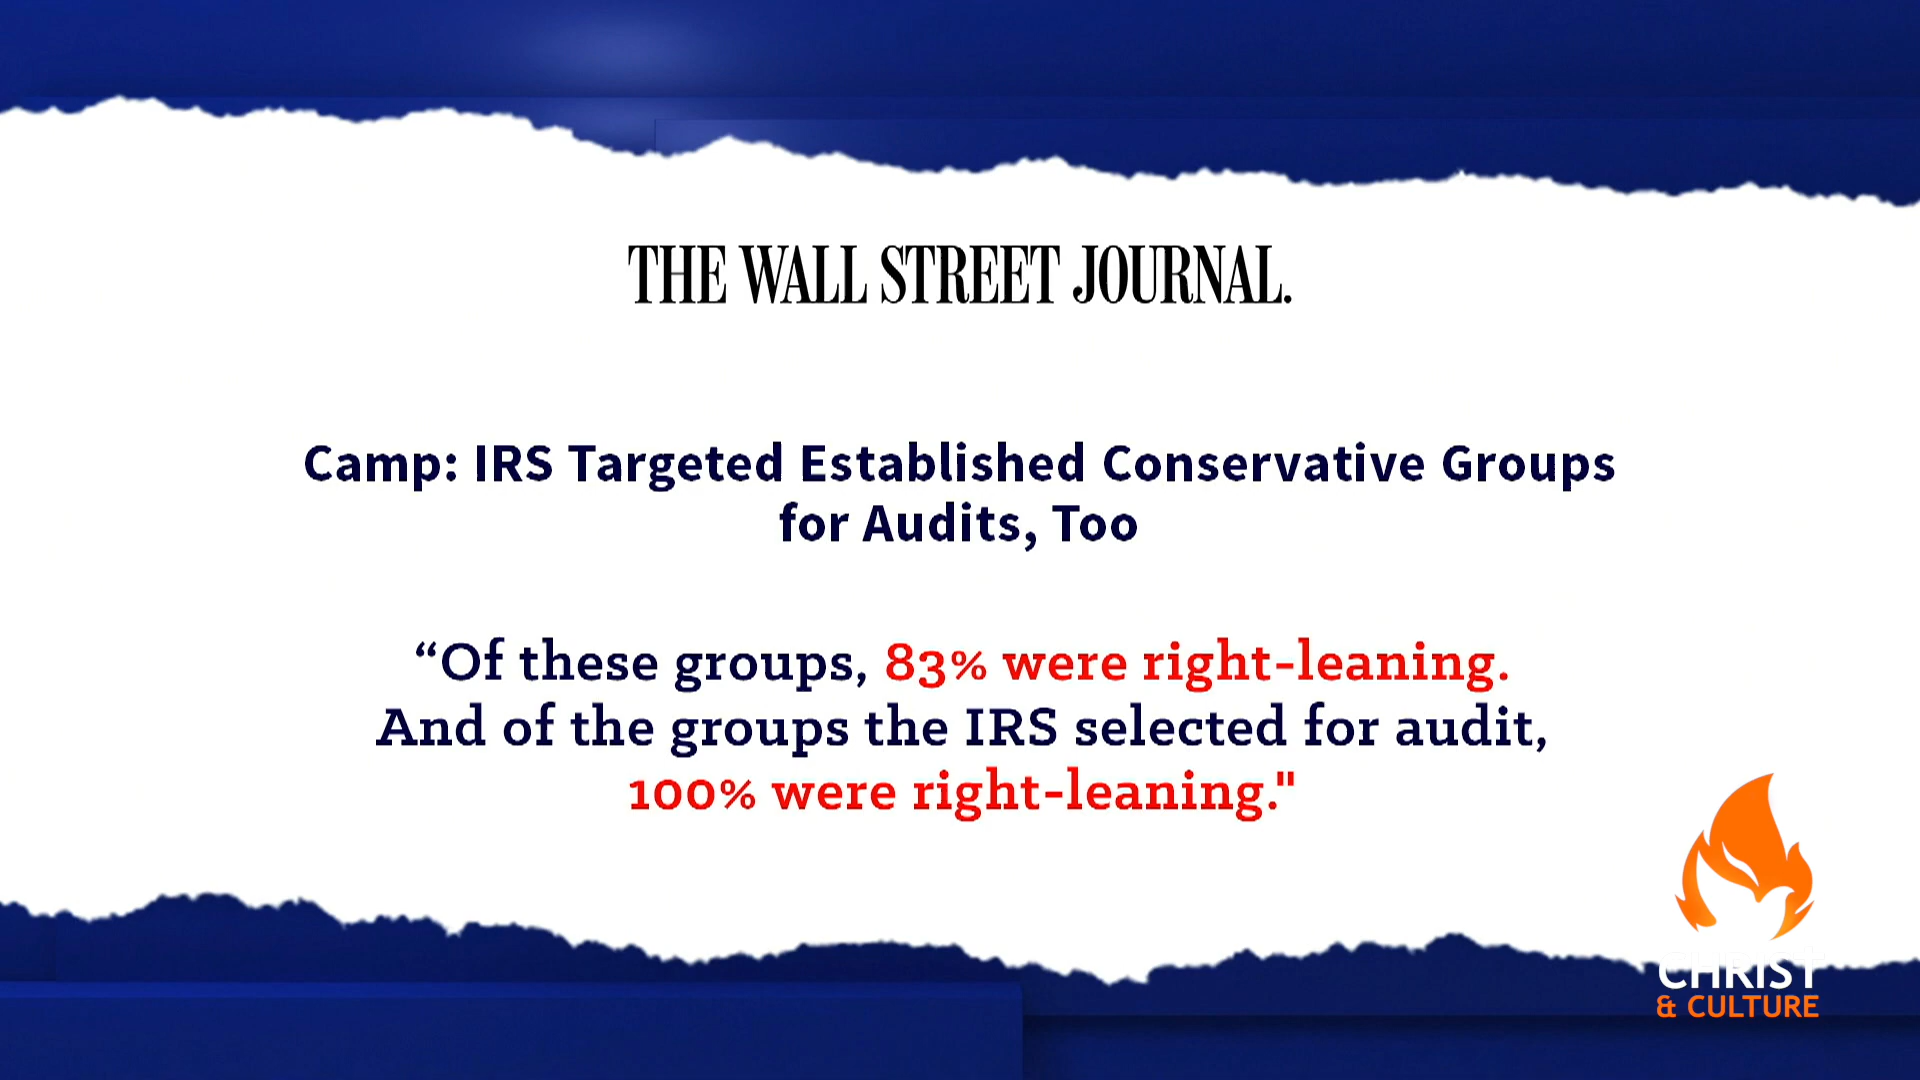 THE WALL STREET JOURNAL.
Camp: IRS Targeted Established Conservative Groups
for Audits, Too
“Of these groups, 83% were right-leaning.
And of the groups the IRS selected for audit,
100% were right-leaning."
CHRIST
& CULTURE